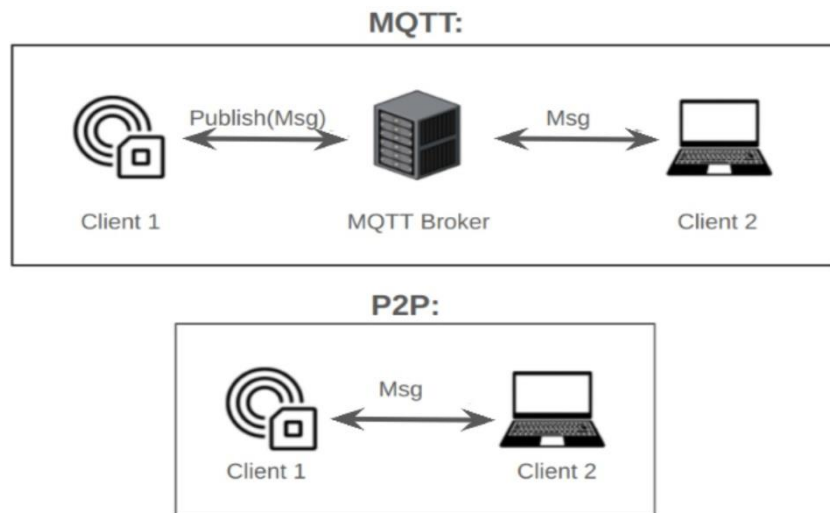 MQTT:
Publish(Msg)
Msg
Client 1
MQTT Broker
Client 2
P2P:
Msg
Client 1
Client 2